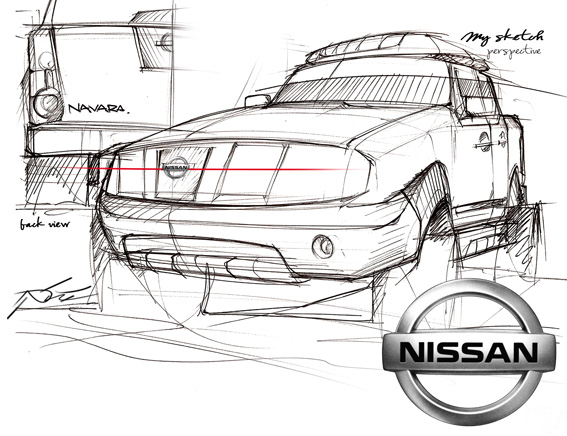 My sketch
perspective
NAVARA.
NISSAN
back view
NISSAN